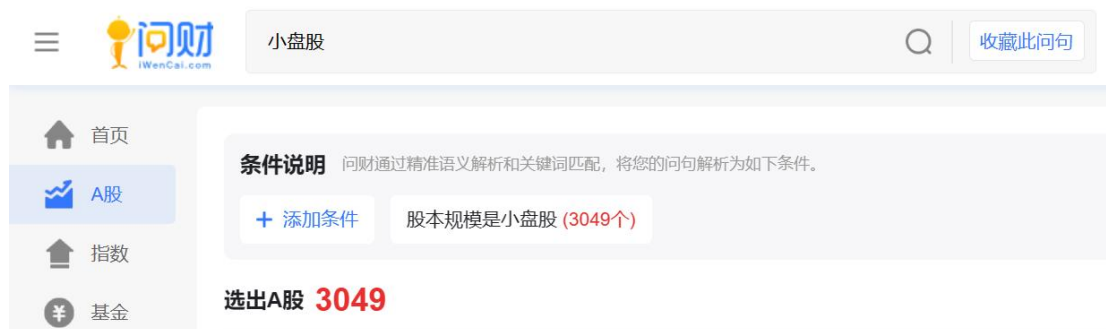 问财
iWenCai.com
小盘股
收藏此问句
首页
A股
指数
基金
条件说明 问财通过精准语义解析和关键词匹配，将您的问句解析为如下条件。
+ 添加条件 股本规模是小盘股 (3049个)
选出A股 3049